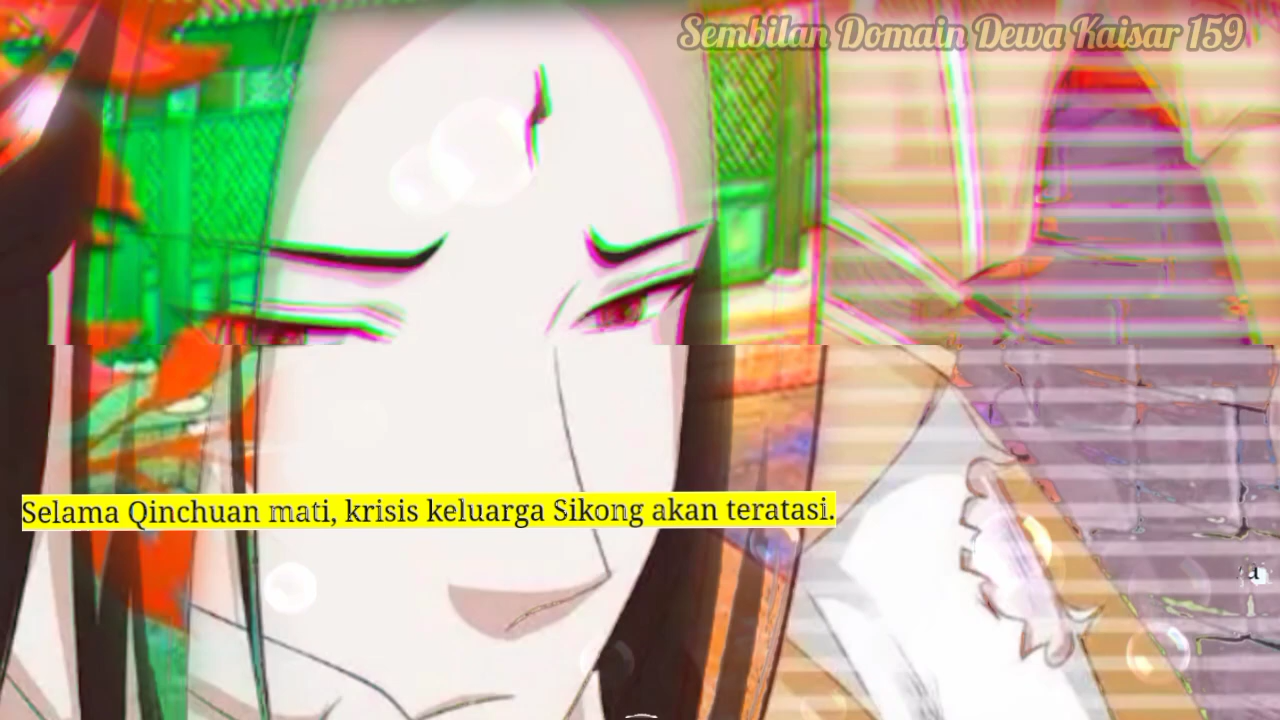 Sembilan Domain Dewa Kaisar 159
Selama Qinchuan mati, krisis keluarga Sikong akan teratasi.
a